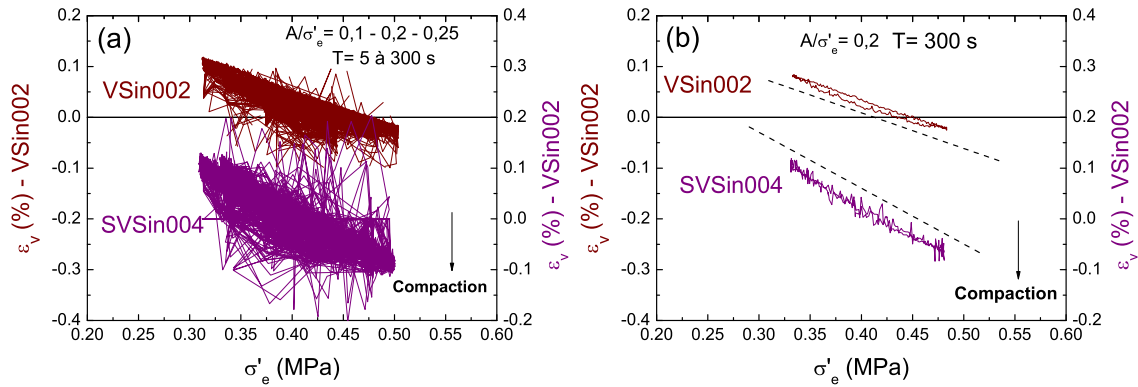 (a)
A/σ'e = 0,1 - 0,2 - 0,25
T= 5 à 300 s
VSin002
SVSin004
Compaction
0.2
0.1
0.0
-0.1
-0.2
-0.3
-0.4
0.4
0.3
0.2
0.1
0.0
-0.1
-0.2
0.20 0.25 0.30 0.35 0.40 0.45 0.50 0.55 0.60
εv (%) - VSin002
εv (%) - VSin002
σ'e (MPa)
(b)
A/σ'e = 0,2 T= 300 s
VSin002
SVSin004
Compaction
0.2
0.1
0.0
-0.1
-0.2
-0.3
-0.4
0.4
0.3
0.2
0.1
0.0
-0.1
-0.2
0.20 0.25 0.30 0.35 0.40 0.45 0.50 0.55 0.60
εv (%) - VSin002
εv (%) - VSin002
σ'e (MPa)